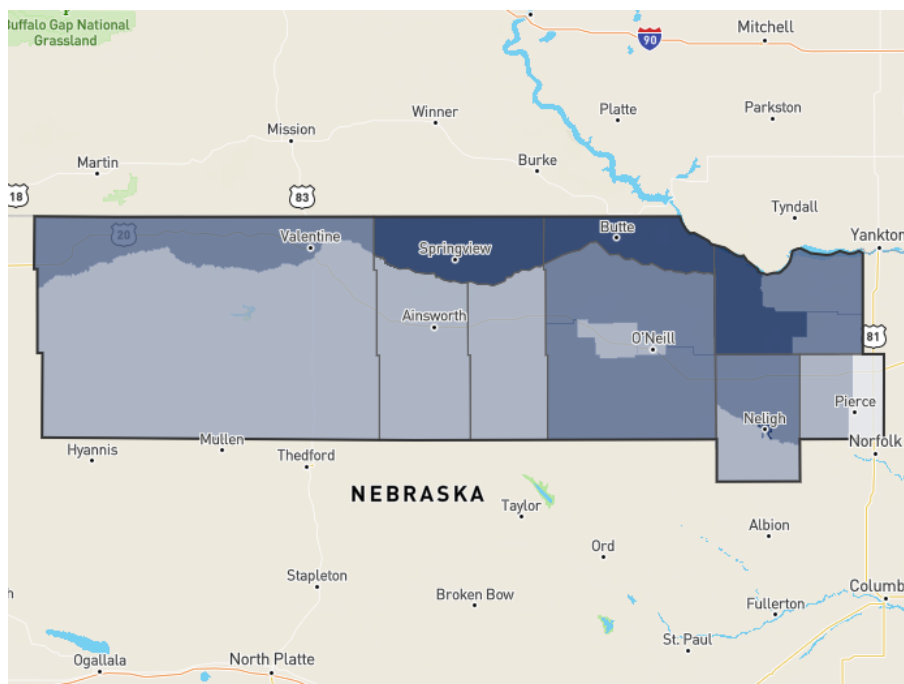 Buffalo Gap National
Grassland
90
Mitchell
Platte
Parkston
Winner
Mission
Burke
Martin
18
83
Tyndall
20
Valentine
Butte
Yankton
Springview
Ainsworth
O'Neill
81
Pierce
Neligh
Hyannis
Mullen
Thedford
Norfolk
NEBRASKA
Taylor
Albion
Ord
Stapleton
Broken Bow
Columb
Fullerton
St. Paul
Ogallala
North Platte